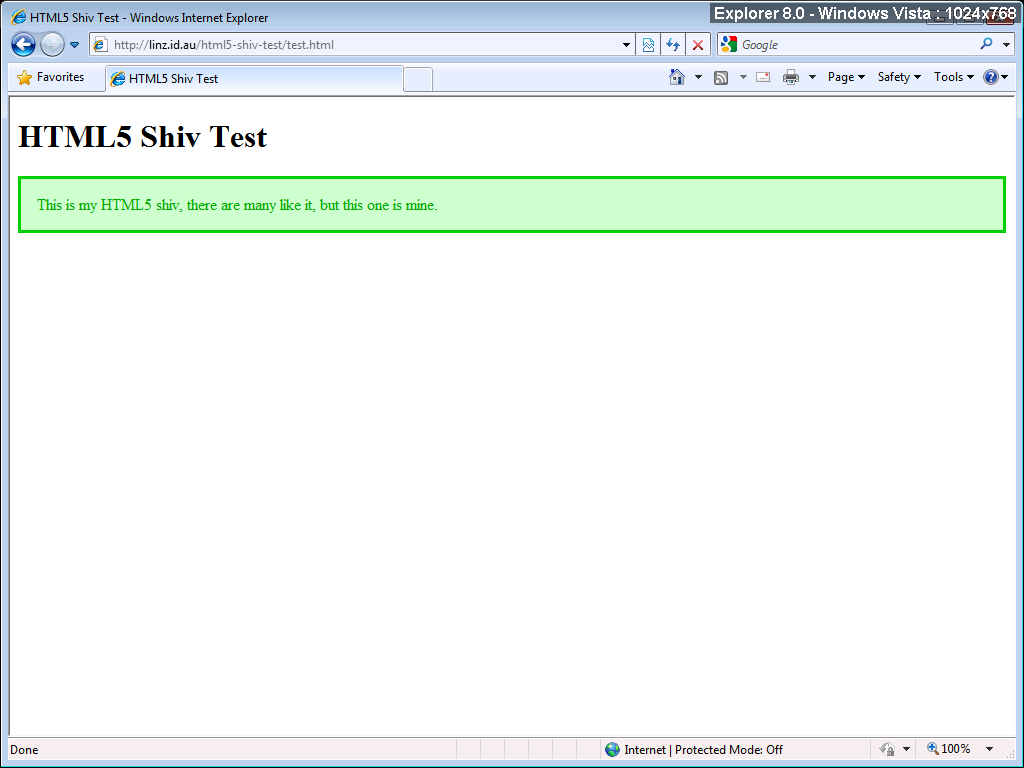 HTML5 Shiv Test - Windows Internet Explorer
Explorer 8.0 - Windows Vista : 1024x768
http://linz.id.au/html5-shiv-test/test.html
Google
Favorites
HTML5 Shiv Test
Page
Safety
Tools
HTML5 Shiv Test
This is my HTML5 shiv, there are many like it, but this one is mine.
Done
Internet | Protected Mode: Off
100%